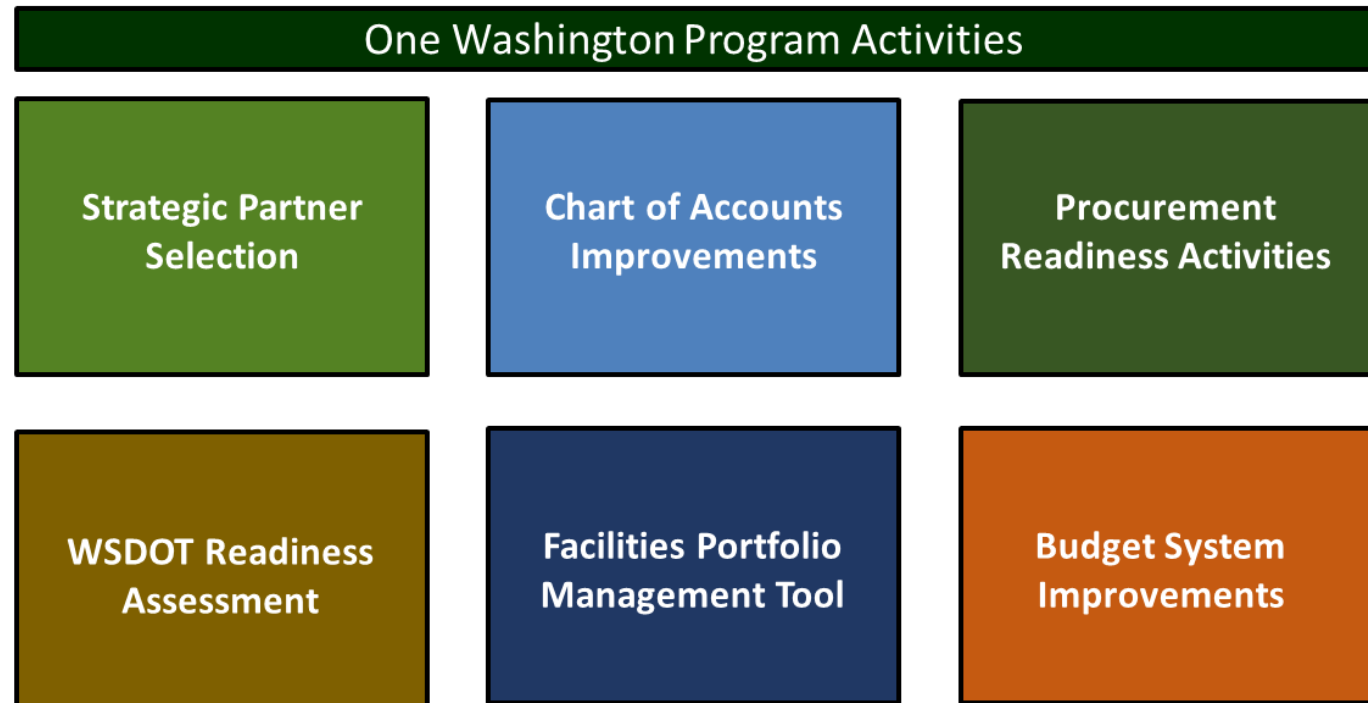 One Washington Program Activities
Strategic Partner
Selection
Chart of Accounts
Improvements
Procurement
Readiness Activities
WSDOT Readiness
Assessment
Facilities Portfolio
Management Tool
Budget System
Improvements